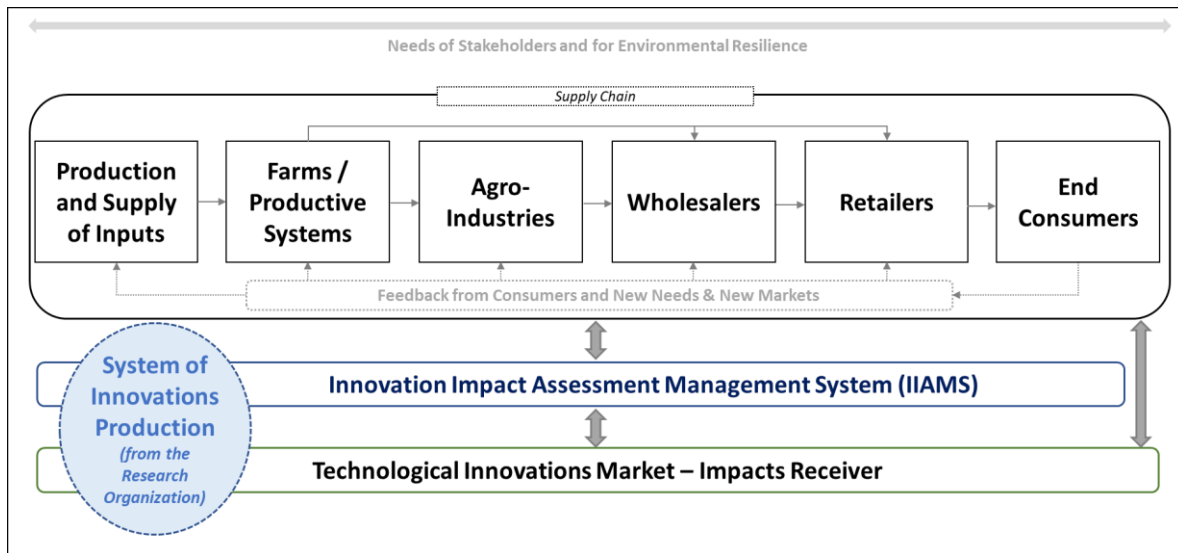 Needs of Stakeholders and for Environmental Resilience
Supply Chain
Production
and Supply
of Inputs
Farms /
Productive
Systems
Agro-
Industries
Wholesalers
Retailers
End
Consumers
Feedback from Consumers and New Needs & New Markets
System of
Innovations
Production
(from the
Research
Organization)
Innovation Impact Assessment Management System (IIAMS)
Technological Innovations Market – Impacts Receiver